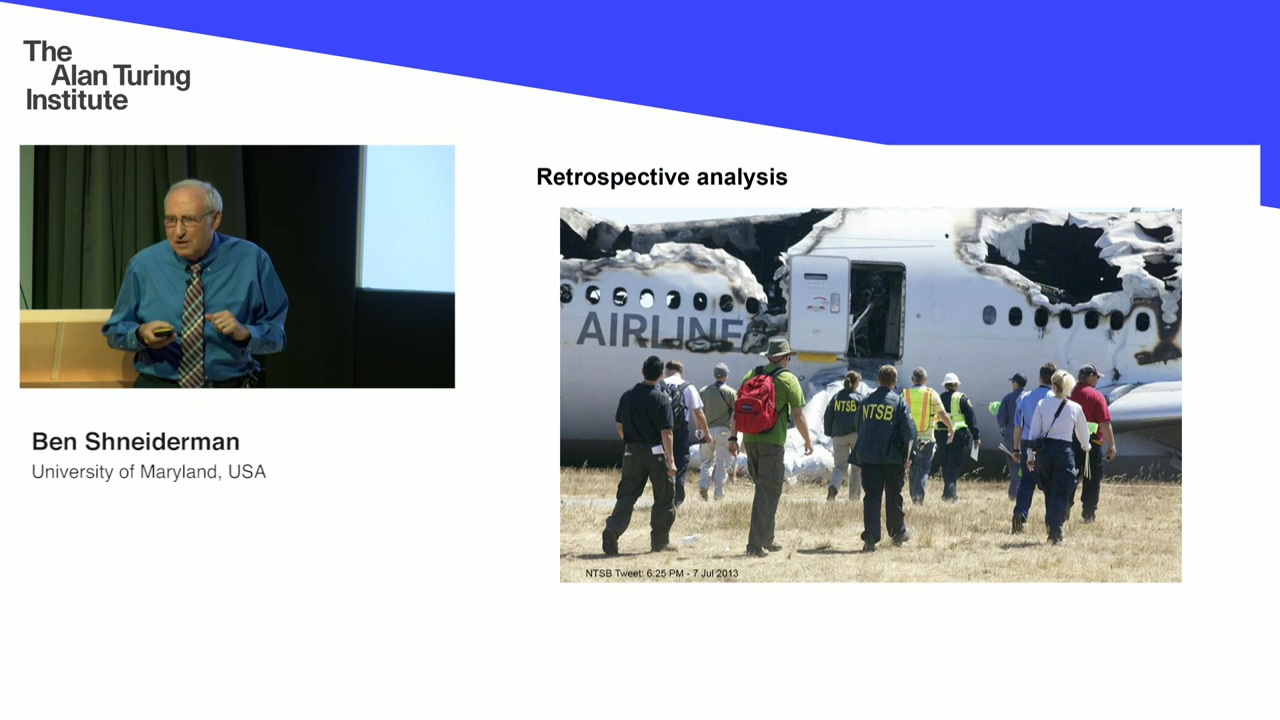 The
Alan Turing
Institute
Retrospective analysis
AIRLINE
NTSB
NTSB
NTSB Tweet: 6:25 PM - 7 Jul 2013
Ben Shneiderman
University of Maryland, USA